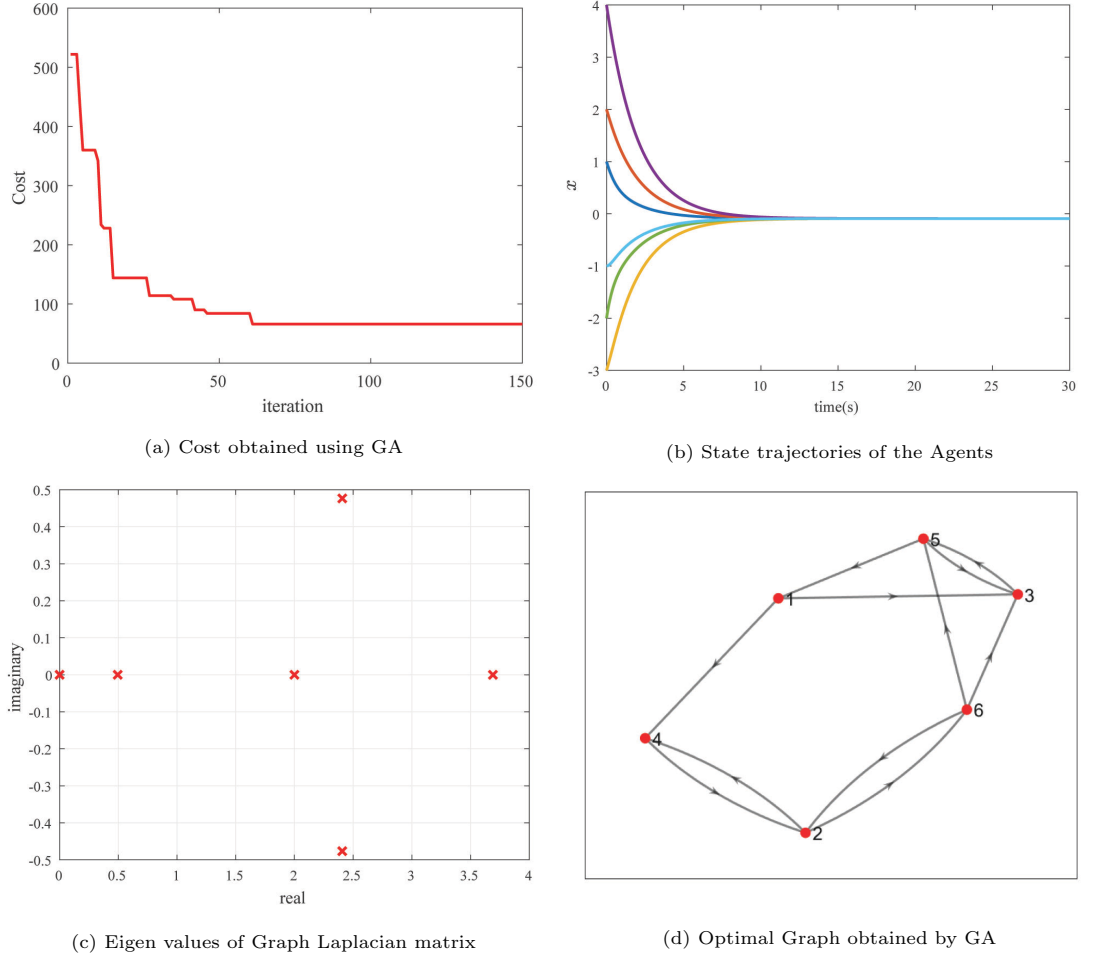 600
500
400
300
200
100
0
Cost
0 50 100 150
iteration
(a) Cost obtained using GA
4
3
2
1
0
-1
-2
-3
x
0 5 10 15 20 25 30
time(s)
(b) State trajectories of the Agents
0.5
0.4
0.3
0.2
0.1
0
-0.1
-0.2
-0.3
-0.4
-0.5
imaginary
0 0.5 1 1.5 2 2.5 3 3.5 4
real
(c) Eigen values of Graph Laplacian matrix
5
1
3
6
4
2
(d) Optimal Graph obtained by GA